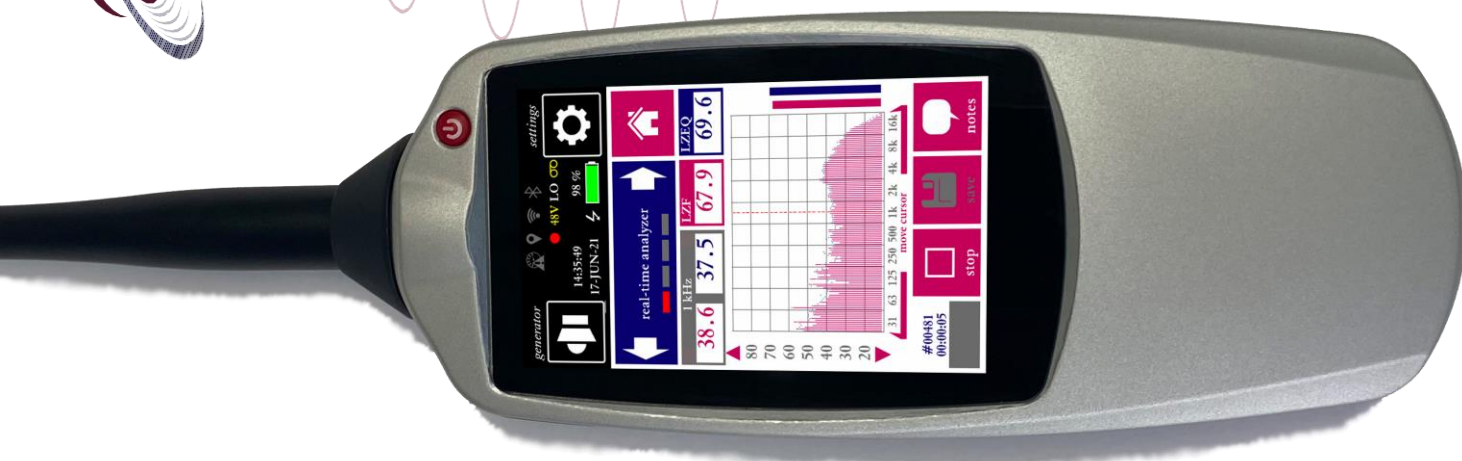 generator
settings
14:35:49
17-JUN-21
48V LO
98 %
real-time analyzer
1 kHz
LZF
LZEQ
38.6
37.5
67.9
69.6
80
70
60
50
40
30
20
31 63 125 250 500 1k 2k 4k 8k 16k
move cursor
#00481
00:00:05
stop
save
notes